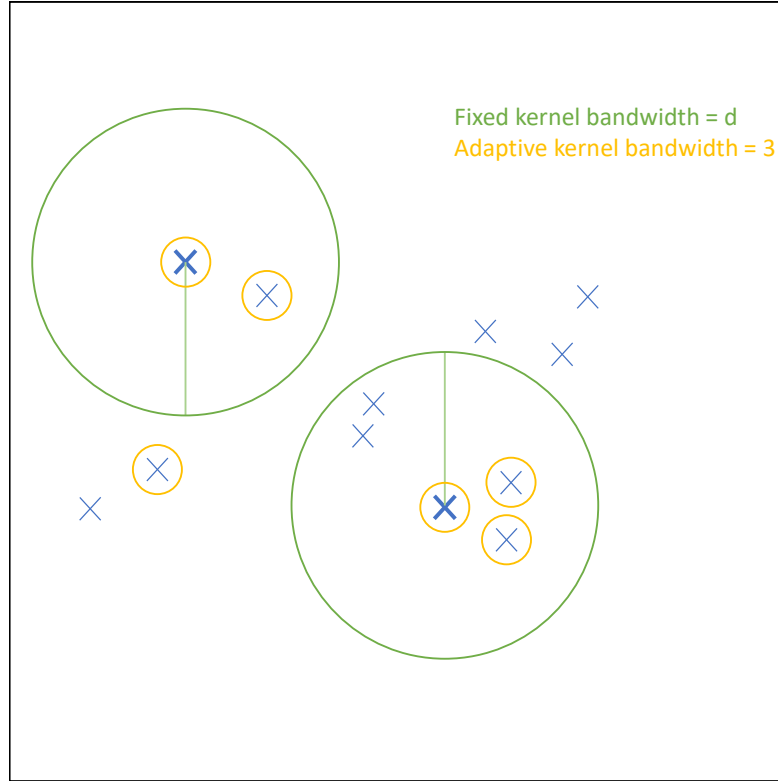 Fixed kernel bandwidth = d
Adaptive kernel bandwidth = 3